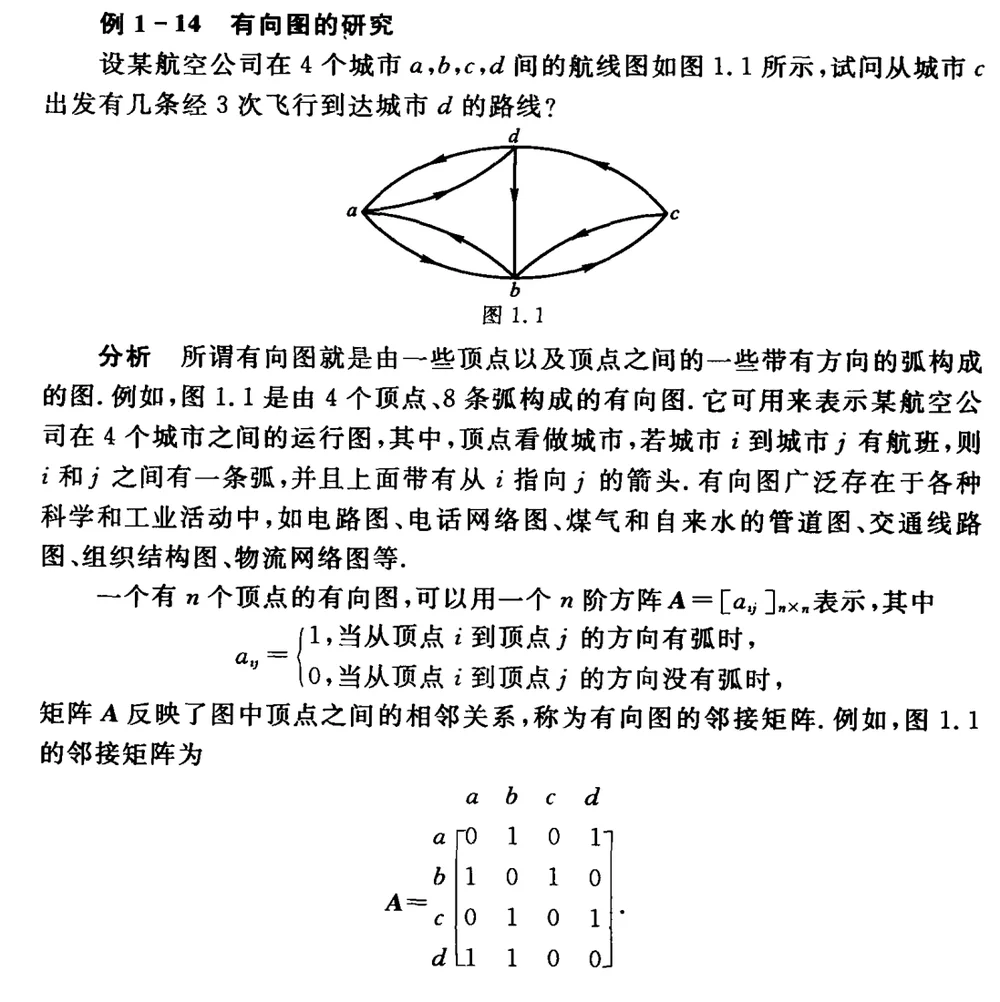 例 1-14 有向图的研究
设某航空公司在 4 个城市 a,b,c,d 间的航线图如图 1.1 所示,试问从城市 c
出发有几条经 3 次飞行到达城市 d 的路线?
d
a
c
b
图 1.1
分析 所谓有向图就是由一些顶点以及顶点之间的一些带有方向的弧构成
的图.例如,图 1.1 是由 4 个顶点、8 条弧构成的有向图.它可用来表示某航空公
司在 4 个城市之间的运行图,其中,顶点看做城市,若城市 i 到城市 j 有航班,则
i 和 j 之间有一条弧,并且上面带有从 i 指向 j 的箭头.有向图广泛存在于各种
科学和工业活动中,如电路图、电话网络图、煤气和自来水的管道图、交通线路
图、组织结构图、物流网络图等.
一个有 n 个顶点的有向图,可以用一个 n 阶方阵 A=[aᵢⱼ]ₙ×ₙ表示,其中
aᵢⱼ={1,当从顶点 i 到顶点 j 的方向有弧时,
0,当从顶点 i 到顶点 j 的方向没有弧时,
矩阵 A 反映了图中顶点之间的相邻关系,称为有向图的邻接矩阵.例如,图 1.1
的邻接矩阵为
a b c d
a 0 1 0 1
b 1 0 1 0
A=
c 0 1 0 1.
d 1 1 0 0